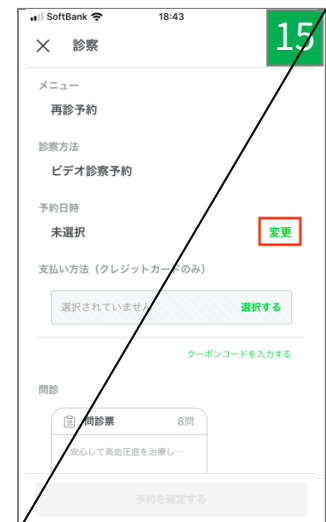 SoftBank 18:43
15
診察
メニュー
再診予約
診察方法
ビデオ診察予約
予約日時
未選択 変更
支払い方法（クレジットカードのみ）
選択されていません 選択する
クーポンコードを入力する
問診
問診票 8問
安心して高血圧症を治療し…
予約を確定する